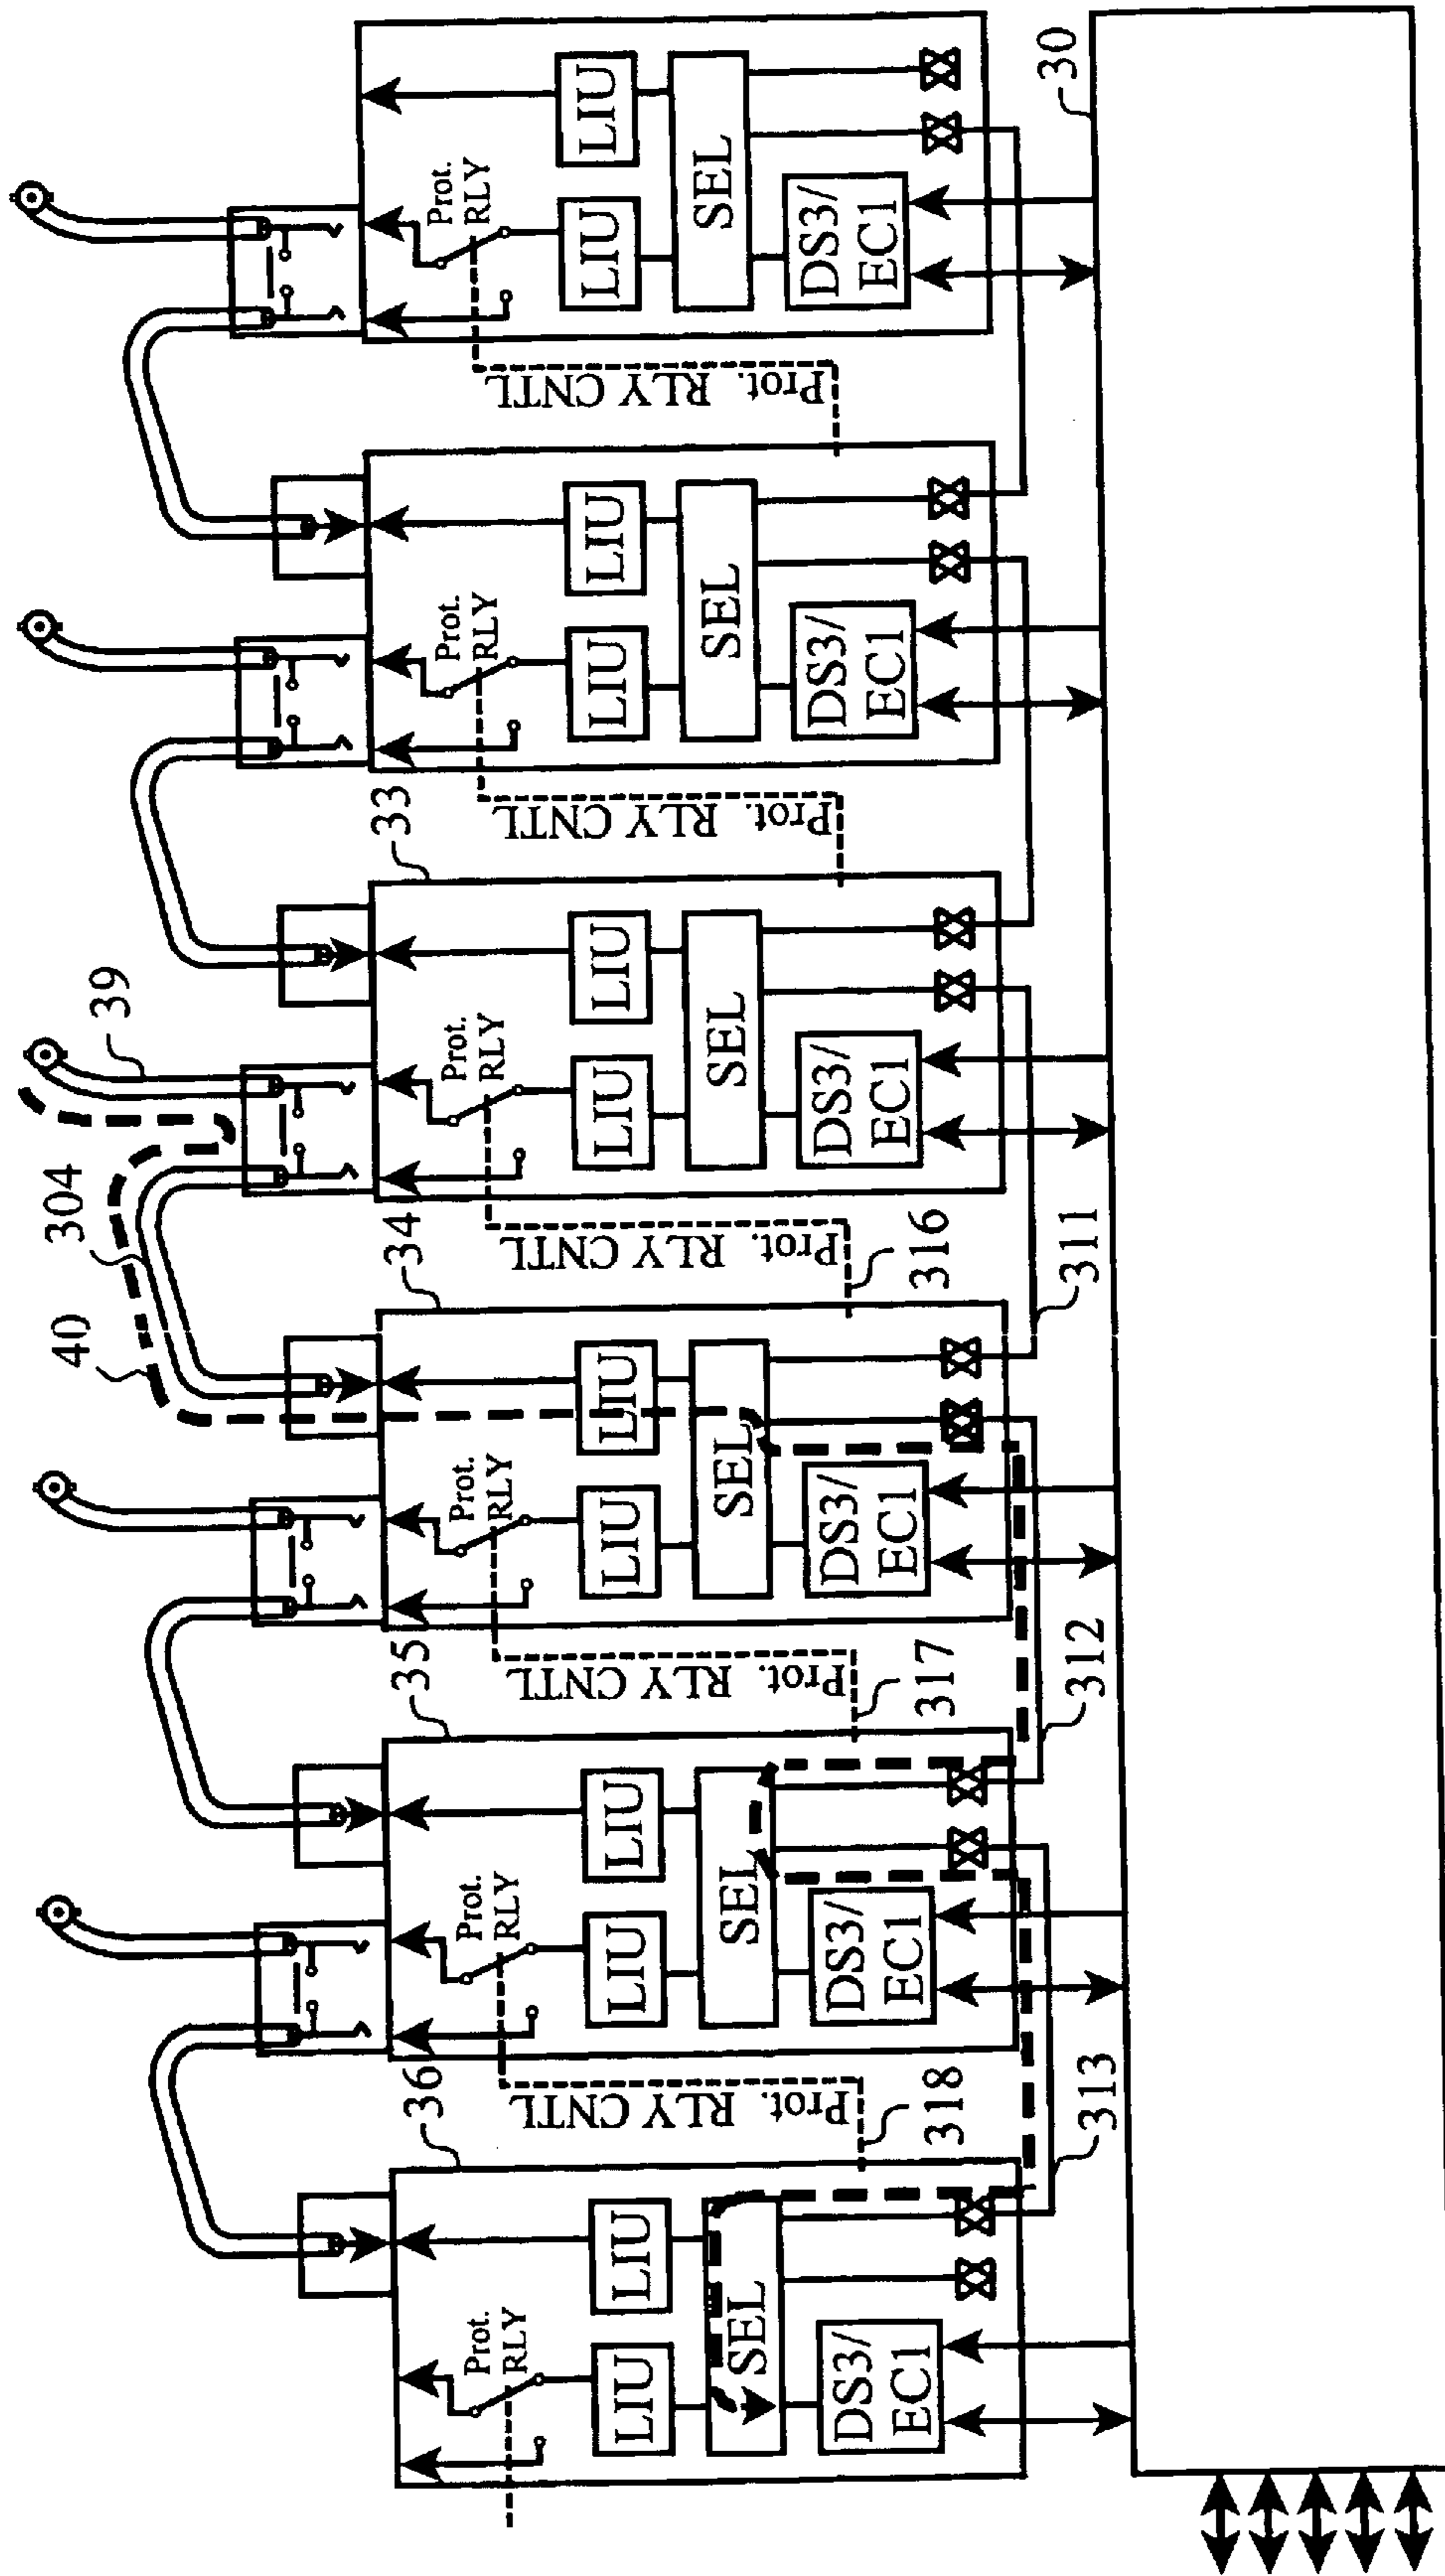 30
LIU
LIU
Prot.
RLY
SEL
DS3/
EC1
Prot. RLY CNTL
LIU
LIU
Prot.
RLY
SEL
DS3/
EC1
Prot. RLY CNTL
33
39
LIU
LIU
Prot.
RLY
SEL
DS3/
EC1
Prot. RLY CNTL
316
311
304
40
34
LIU
LIU
Prot.
RLY
SEL
DS3/
EC1
Prot. RLY CNTL
317
312
35
LIU
LIU
Prot.
RLY
SEL
DS3/
EC1
Prot. RLY CNTL
318
313
36
LIU
LIU
Prot.
RLY
SEL
DS3/
EC1